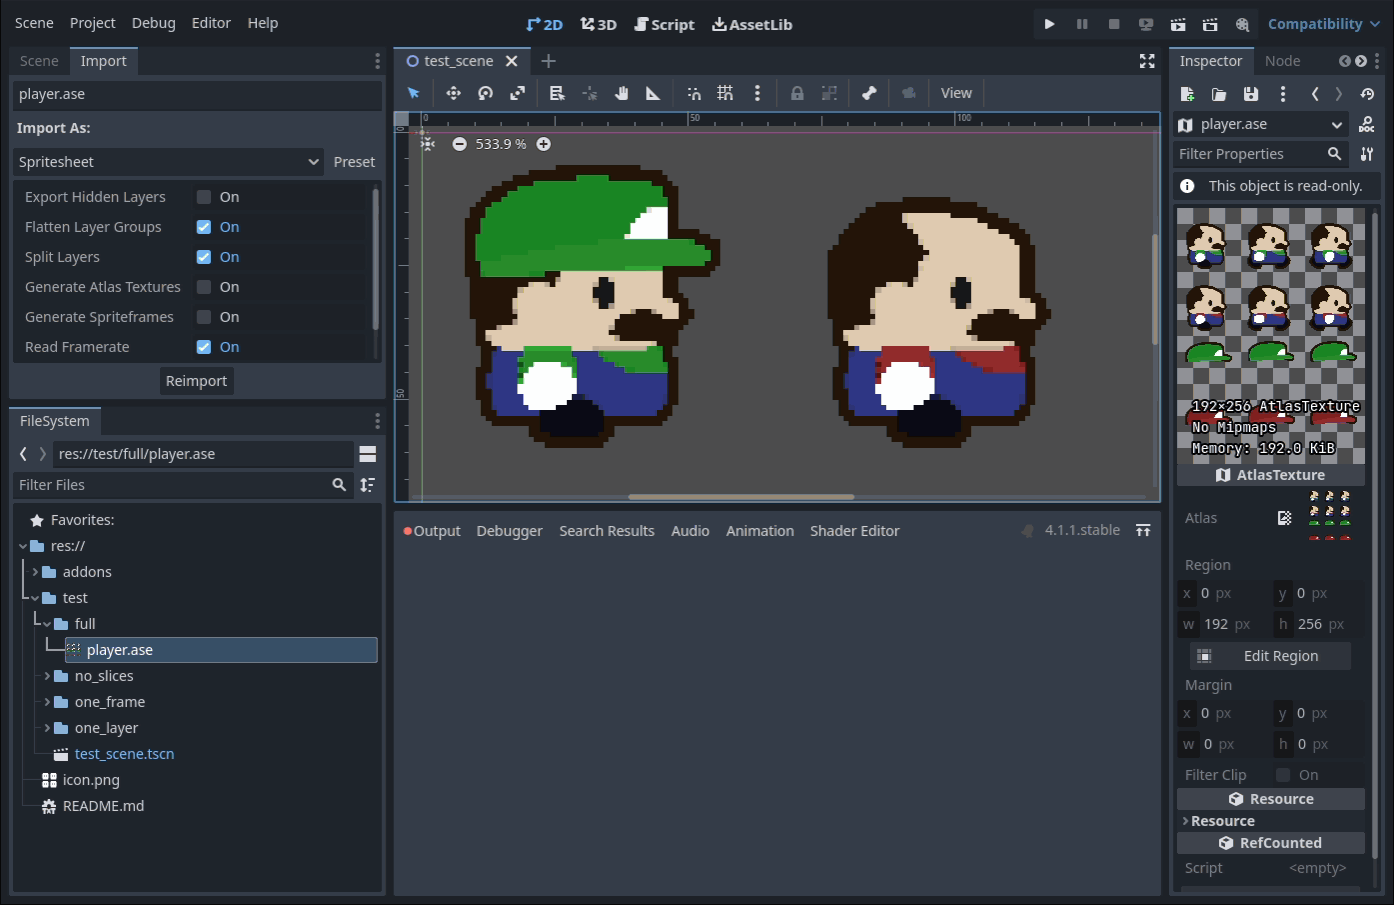 Scene Project Debug Editor Help
2D 3D Script AssetLib
Compatibility
Scene Import
player.ase
Import As:
Spritesheet Preset
Export Hidden Layers On
Flatten Layer Groups On
Split Layers On
Generate Atlas Textures On
Generate Spriteframes On
Read Framerate On
Reimport
FileSystem
res://test/full/player.ase
Filter Files
Favorites:
res://
addons
test
full
player.ase
no_slices
one_frame
one_layer
test_scene.tscn
icon.png
README.md
test_scene
View
0 50 100
0
533.9 %
50
Output Debugger Search Results Audio Animation Shader Editor 4.1.1.stable
Inspector Node
player.ase
DOC
Filter Properties
This object is read-only.
192×256 AtlasTexture
No Mipmaps
Memory: 192.0 KiB
AtlasTexture
Atlas
Region
x 0 px y 0 px
w 192 px h 256 px
Edit Region
Margin
x 0 px y 0 px
w 0 px h 0 px
Filter Clip On
Resource
Resource
RefCounted
Script <empty>